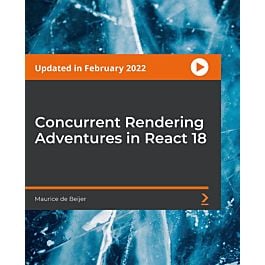 Updated in February 2022
Concurrent Rendering
Adventures in React 18
Maurice de Beijer